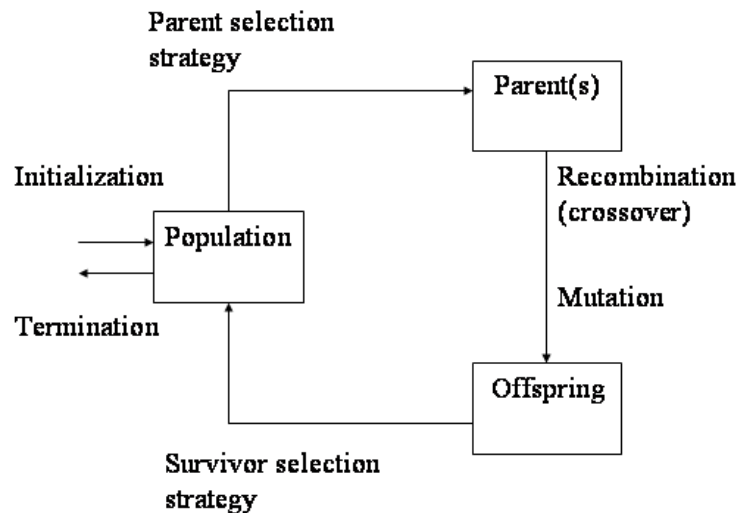 Parent selection
strategy
Parent(s)
Initialization
Recombination
(crossover)
Population
Mutation
Termination
Offspring
Survivor selection
strategy